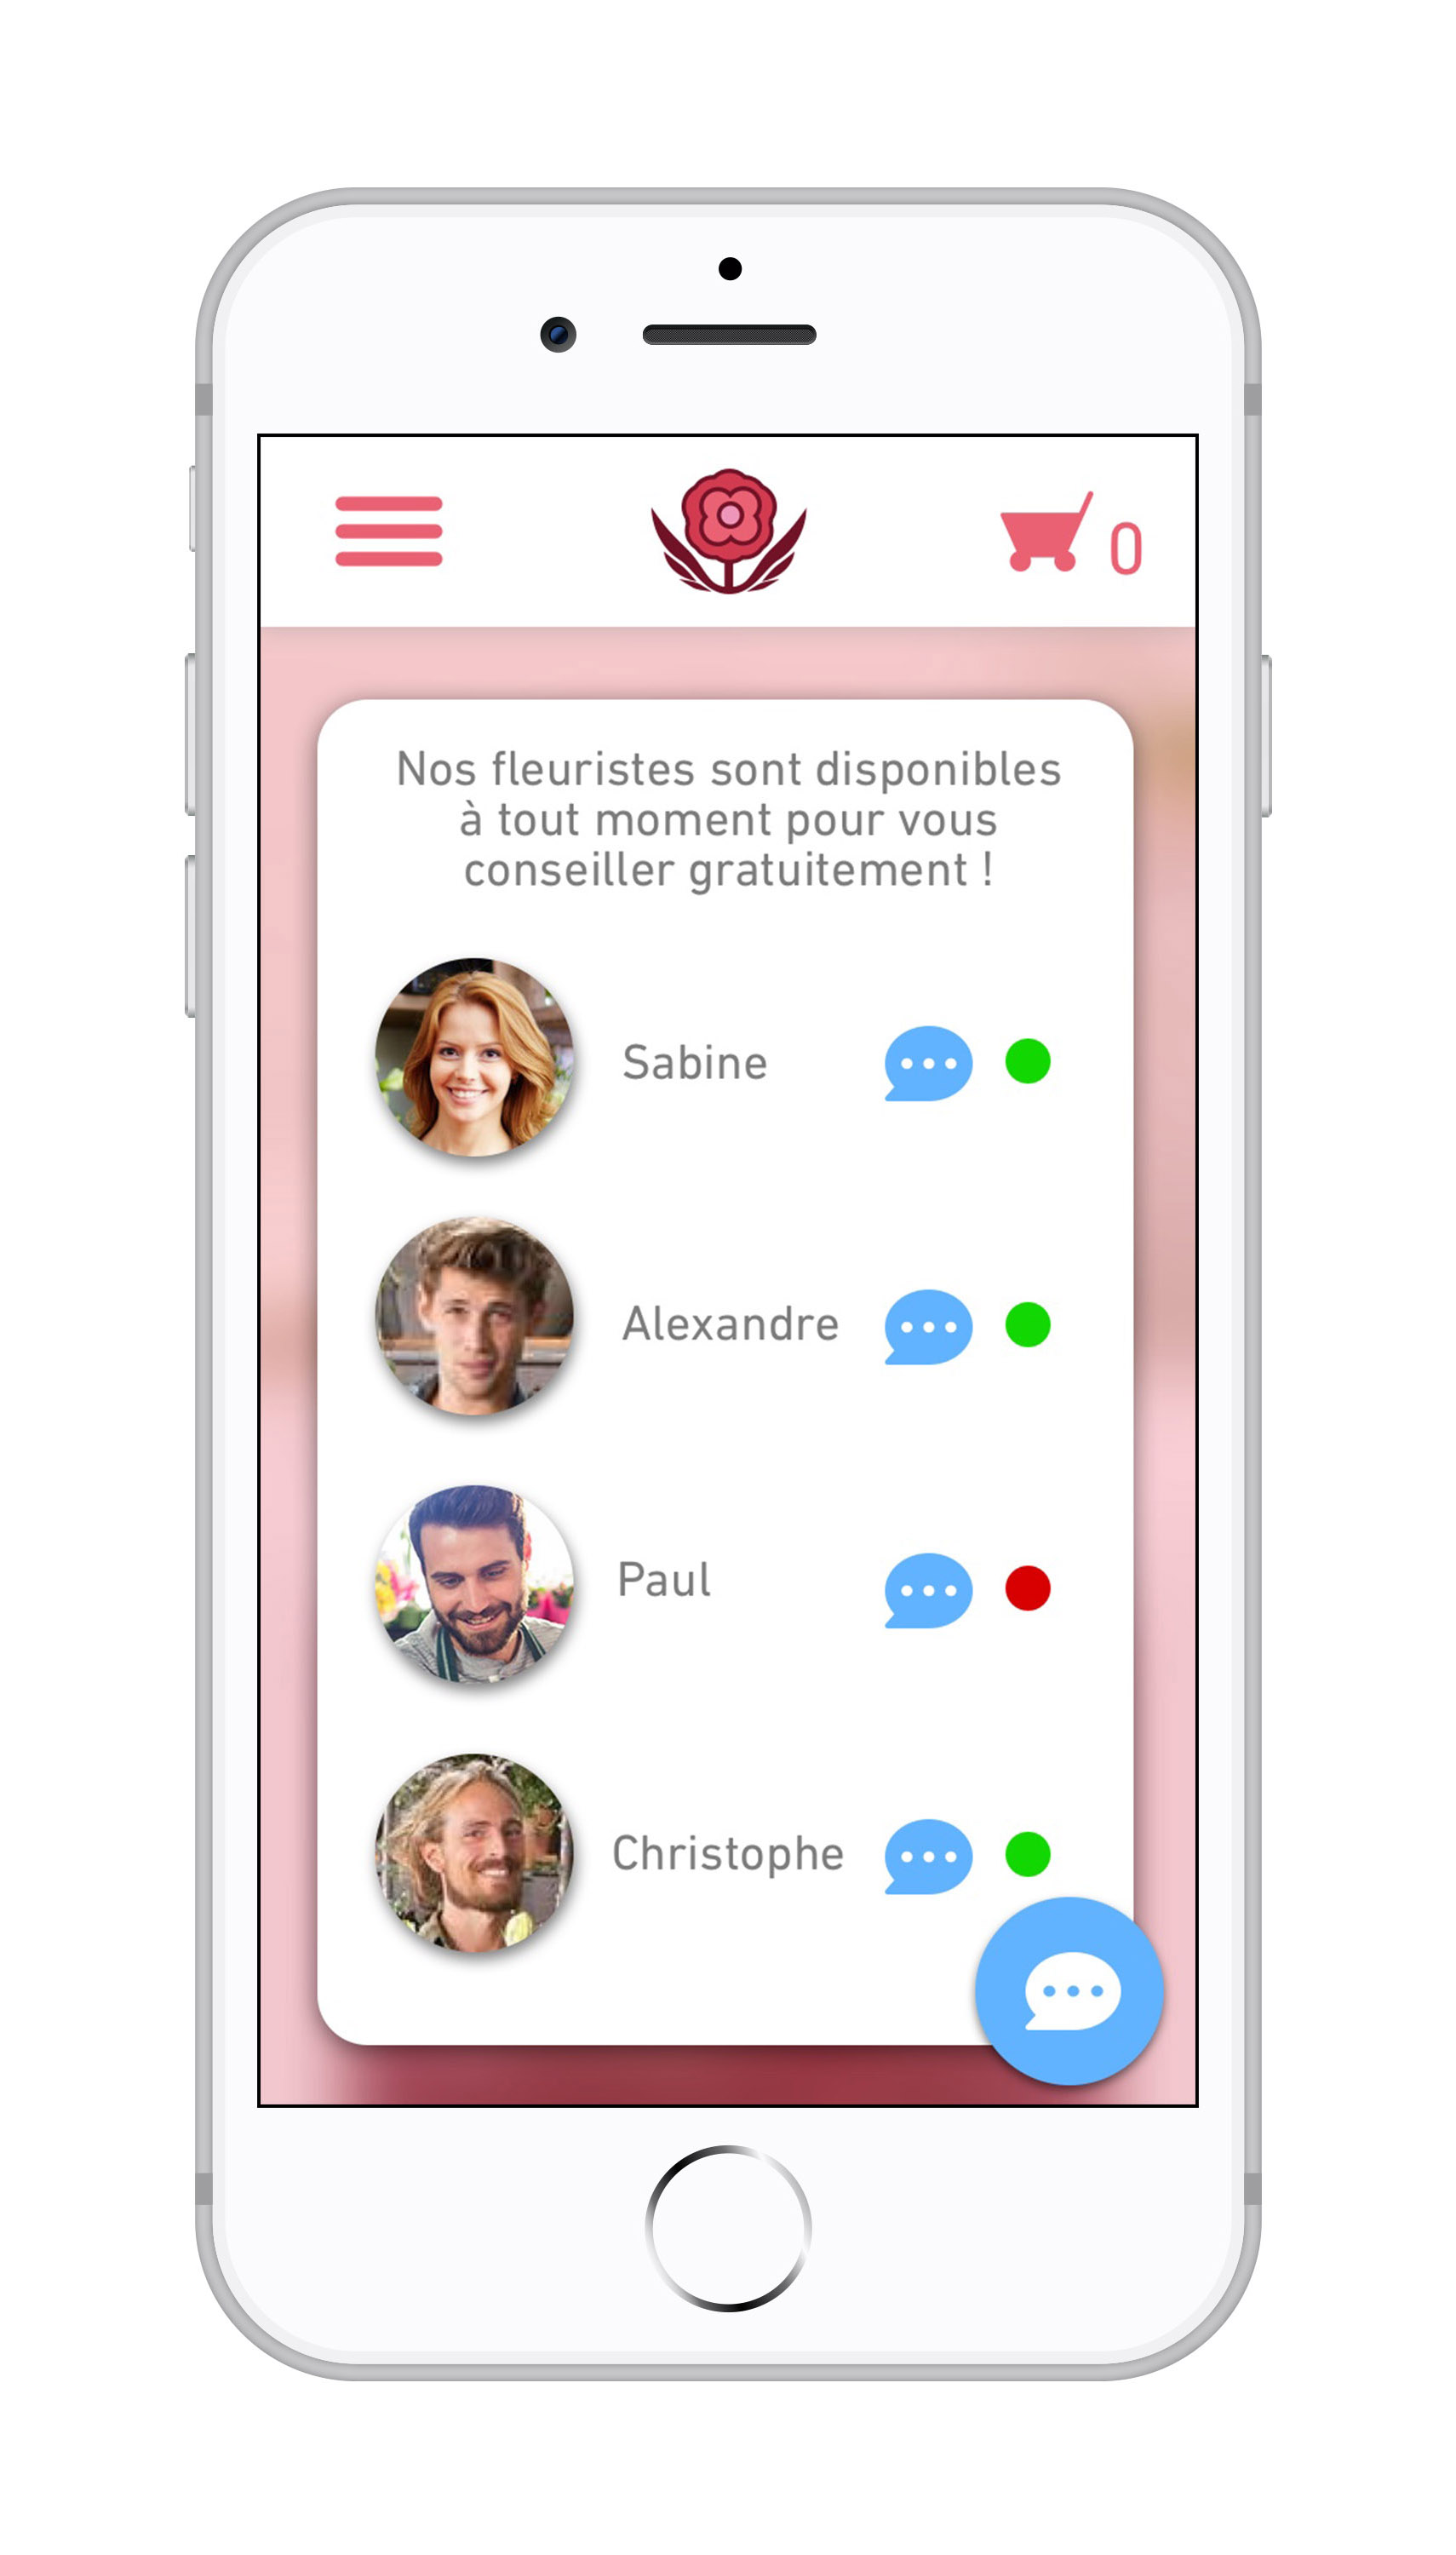 0
Nos fleuristes sont disponibles
à tout moment pour vous
conseiller gratuitement !
Sabine
Alexandre
Paul
Christophe